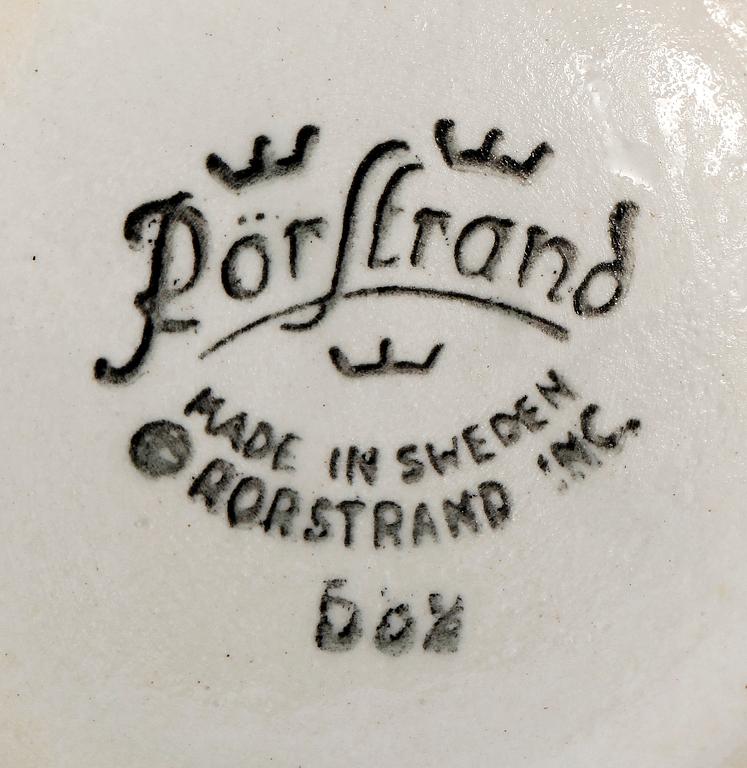 Rörstrand
MADE IN SWEDEN
© RORSTRAND INC.